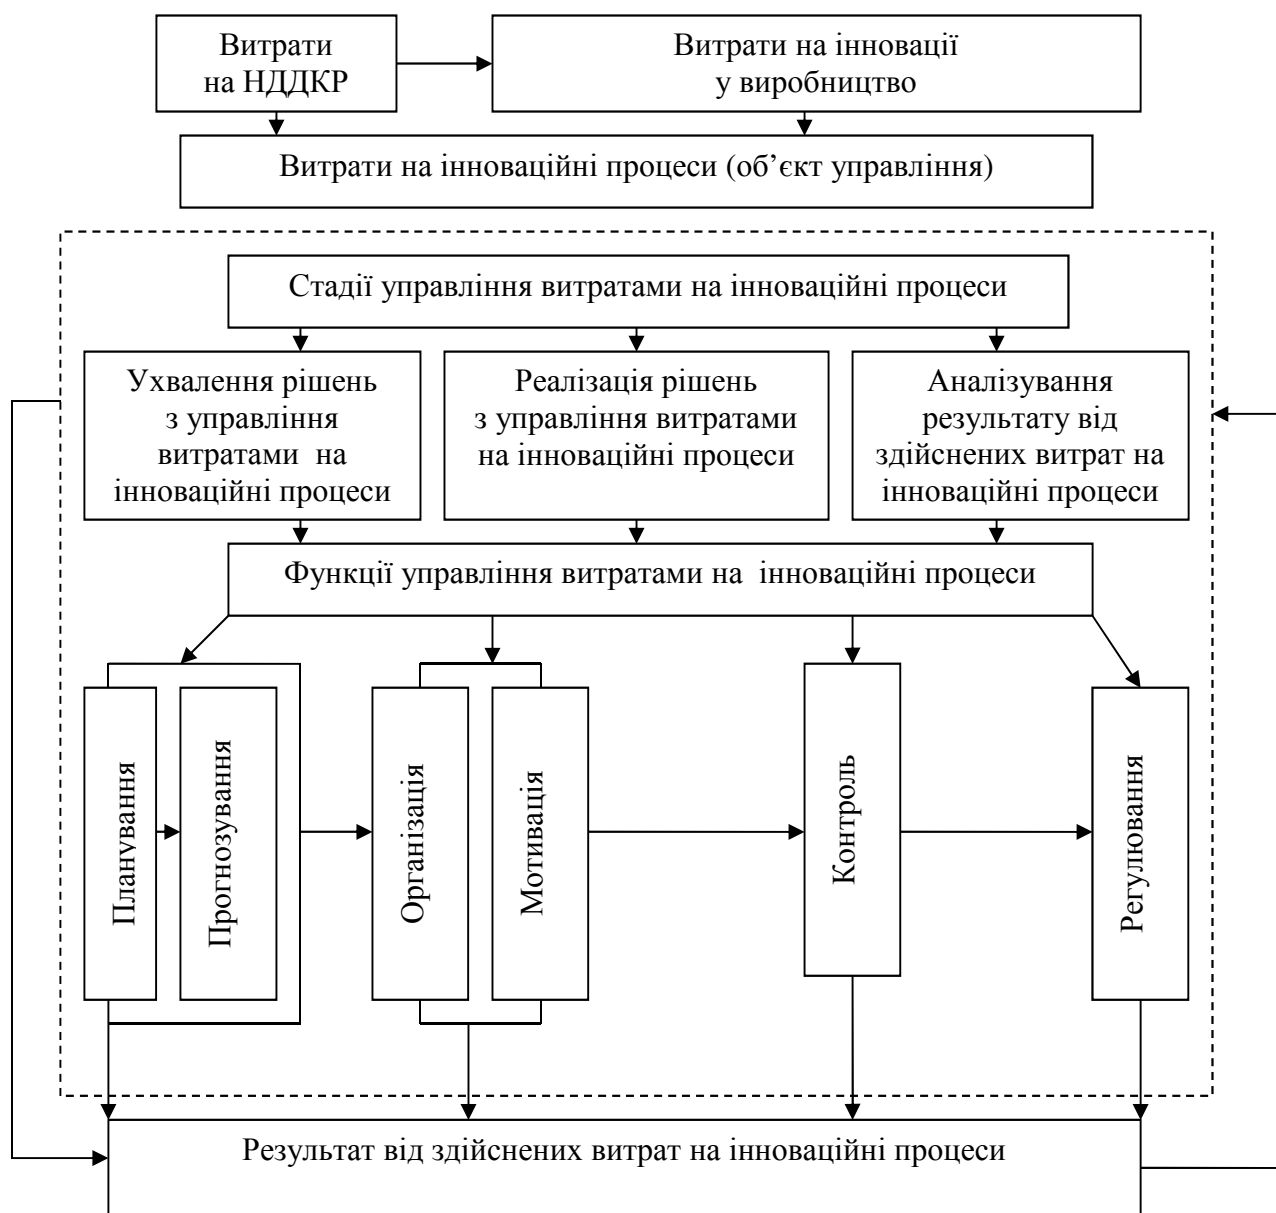 Витрати
на НДДКР
Витрати на інновації
у виробництво
Витрати на інноваційні процеси (об’єкт управління)
Стадії управління витратами на інноваційні процеси
Ухвалення рішень
з управління
витратами на
інноваційні процеси
Реалізація рішень
з управління витратами
на інноваційні процеси
Аналізування
результату від
здійснених витрат на
інноваційні процеси
Функції управління витратами на інноваційні процеси
Планування
Прогнозування
Організація
Мотивація
Контроль
Регулювання
Результат від здійснених витрат на інноваційні процеси